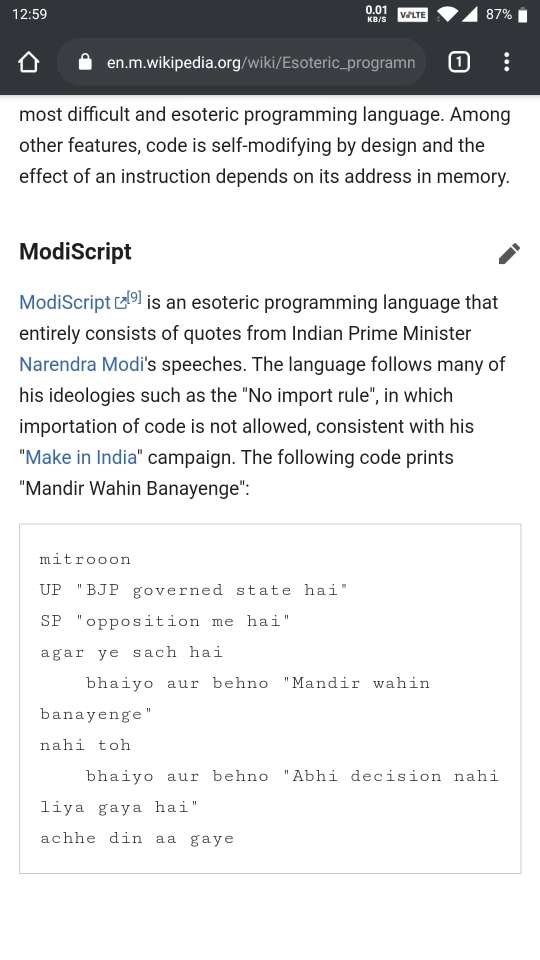 12:59
0.01 KB/S VoLTE 87%
en.m.wikipedia.org/wiki/Esoteric_programn
1
most difficult and esoteric programming language. Among
other features, code is self-modifying by design and the
effect of an instruction depends on its address in memory.
ModiScript
ModiScript[9] is an esoteric programming language that
entirely consists of quotes from Indian Prime Minister
Narendra Modi's speeches. The language follows many of
his ideologies such as the "No import rule", in which
importation of code is not allowed, consistent with his
"Make in India" campaign. The following code prints
"Mandir Wahin Banayenge":
mitrooon
UP "BJP governed state hai"
SP "opposition me hai"
agar ye sach hai
bhaiyo aur behno "Mandir wahin
banayenge"
nahi toh
bhaiyo aur behno "Abhi decision nahi
liya gaya hai"
achhe din aa gaye